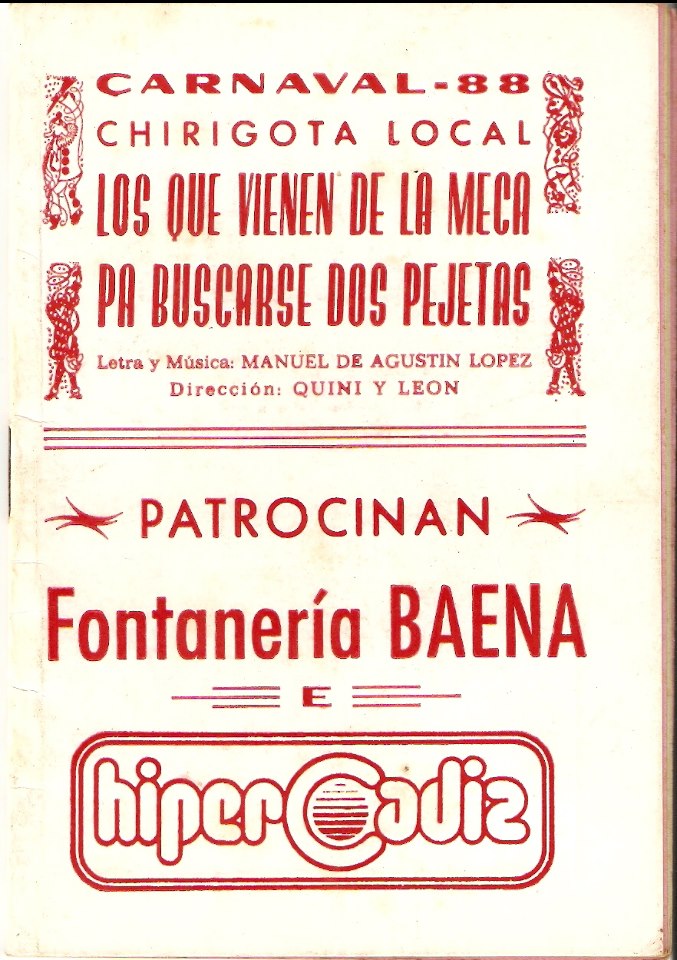 CARNAVAL-88
CHIRIGOTA LOCAL
LOS QUE VIENEN DE LA MECA
PA BUSCARSE DOS PEJETAS
Letra y Música: MANUEL DE AGUSTIN LOPEZ
Dirección: QUINI Y LEON
PATROCINAN
Fontanería BAENA
E
hiperCadiz